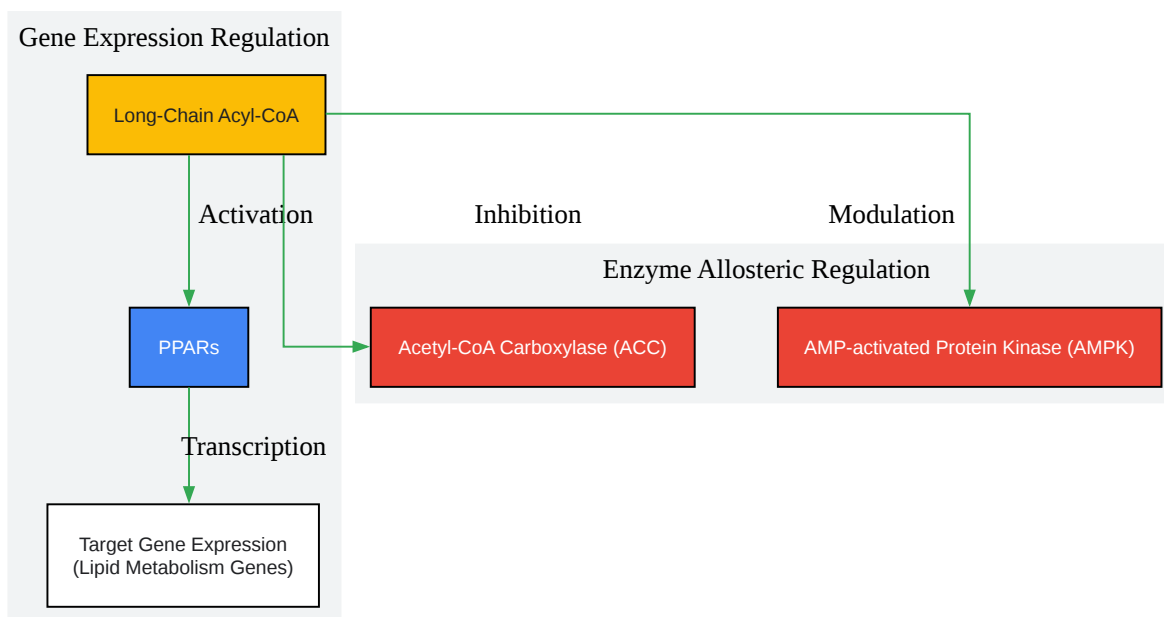 Gene Expression Regulation
Long-Chain Acyl-CoA
Activation
Inhibition
Modulation
Enzyme Allosteric Regulation
PPARs
Acetyl-CoA Carboxylase (ACC)
AMP-activated Protein Kinase (AMPK)
Transcription
Target Gene Expression
(Lipid Metabolism Genes)